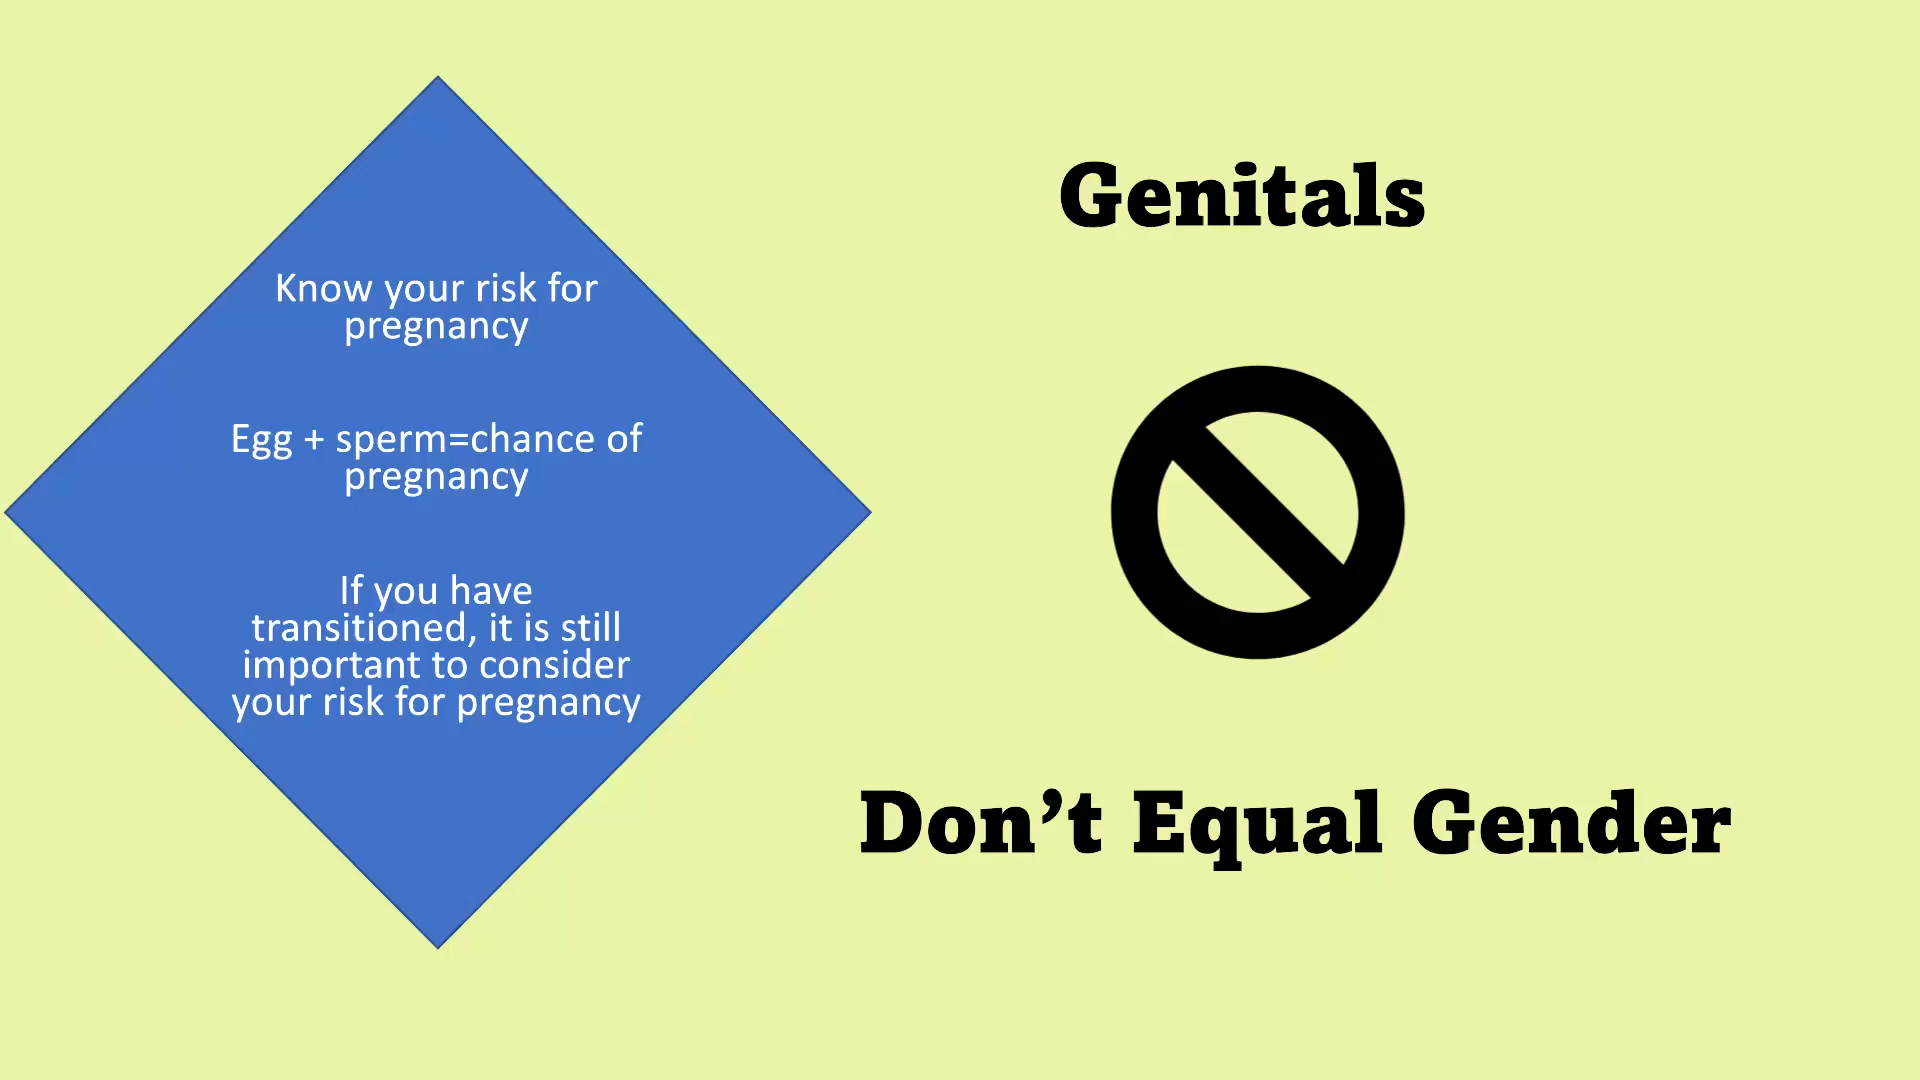 Know your risk for
pregnancy
Egg + sperm=chance of
pregnancy
If you have
transitioned, it is still
important to consider
your risk for pregnancy
Genitals
Don’t Equal Gender